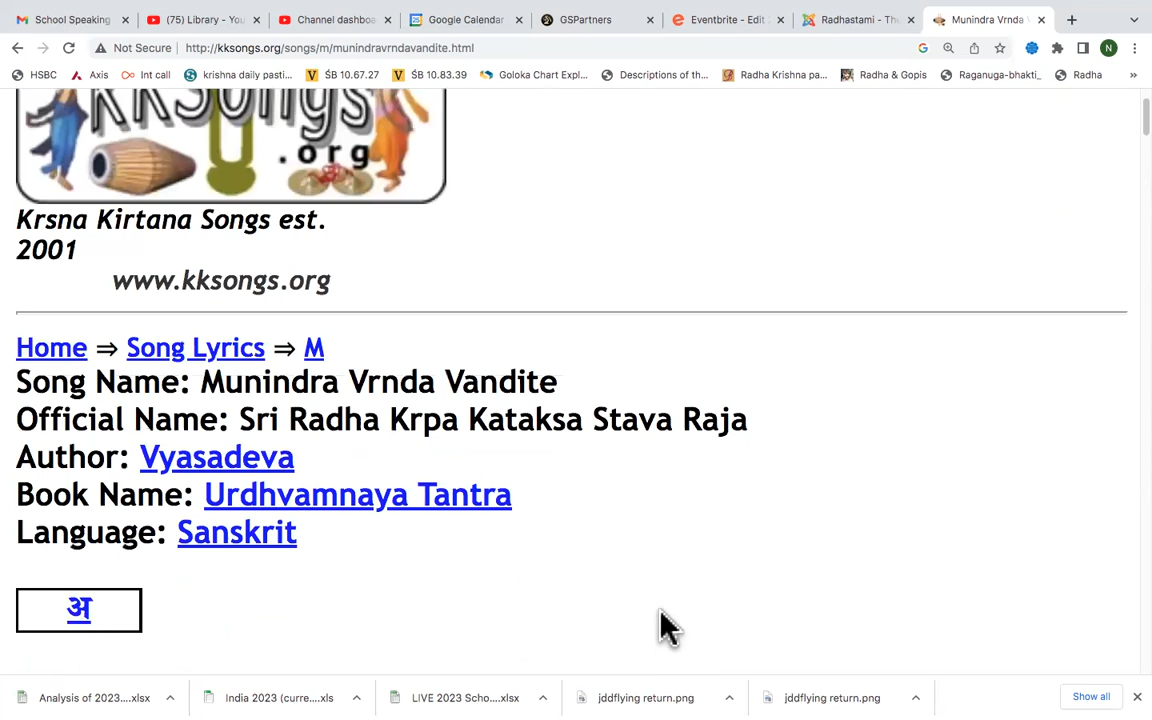 School Speaking
(75) Library - You
Channel dashboa
Google Calendar
GSPartners
Eventbrite - Edit
Radhastami - The
Munindra Vrnda V
Not Secure
http://kksongs.org/songs/m/munindravrndavandite.html
N
HSBC
Axis
Int call
krishna daily pasti...
ŚB 10.67.27
ŚB 10.83.39
Goloka Chart Expl...
Descriptions of th...
Radha Krishna pa...
Radha & Gopis
Raganuga-bhakti_
Radha
»
KKSongs
.org
Krsna Kirtana Songs est.
2001
www.kksongs.org
Home ⇒ Song Lyrics ⇒ M
Song Name: Munindra Vrnda Vandite
Official Name: Sri Radha Krpa Kataksa Stava Raja
Author: Vyasadeva
Book Name: Urdhvamnaya Tantra
Language: Sanskrit
अ
Analysis of 2023....xlsx
India 2023 (curre....xls
LIVE 2023 Scho....xlsx
jddflying return.png
jddflying return.png
Show all